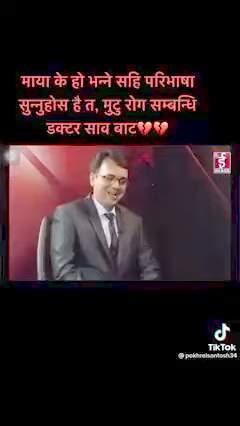 माया के हो भन्ने सहि परिभाषा
सुन्नुहोस है त, मुटु रोग सम्बन्धि
डक्टर साव बाट💔💔
TikTok
@pokhrelsantosh34